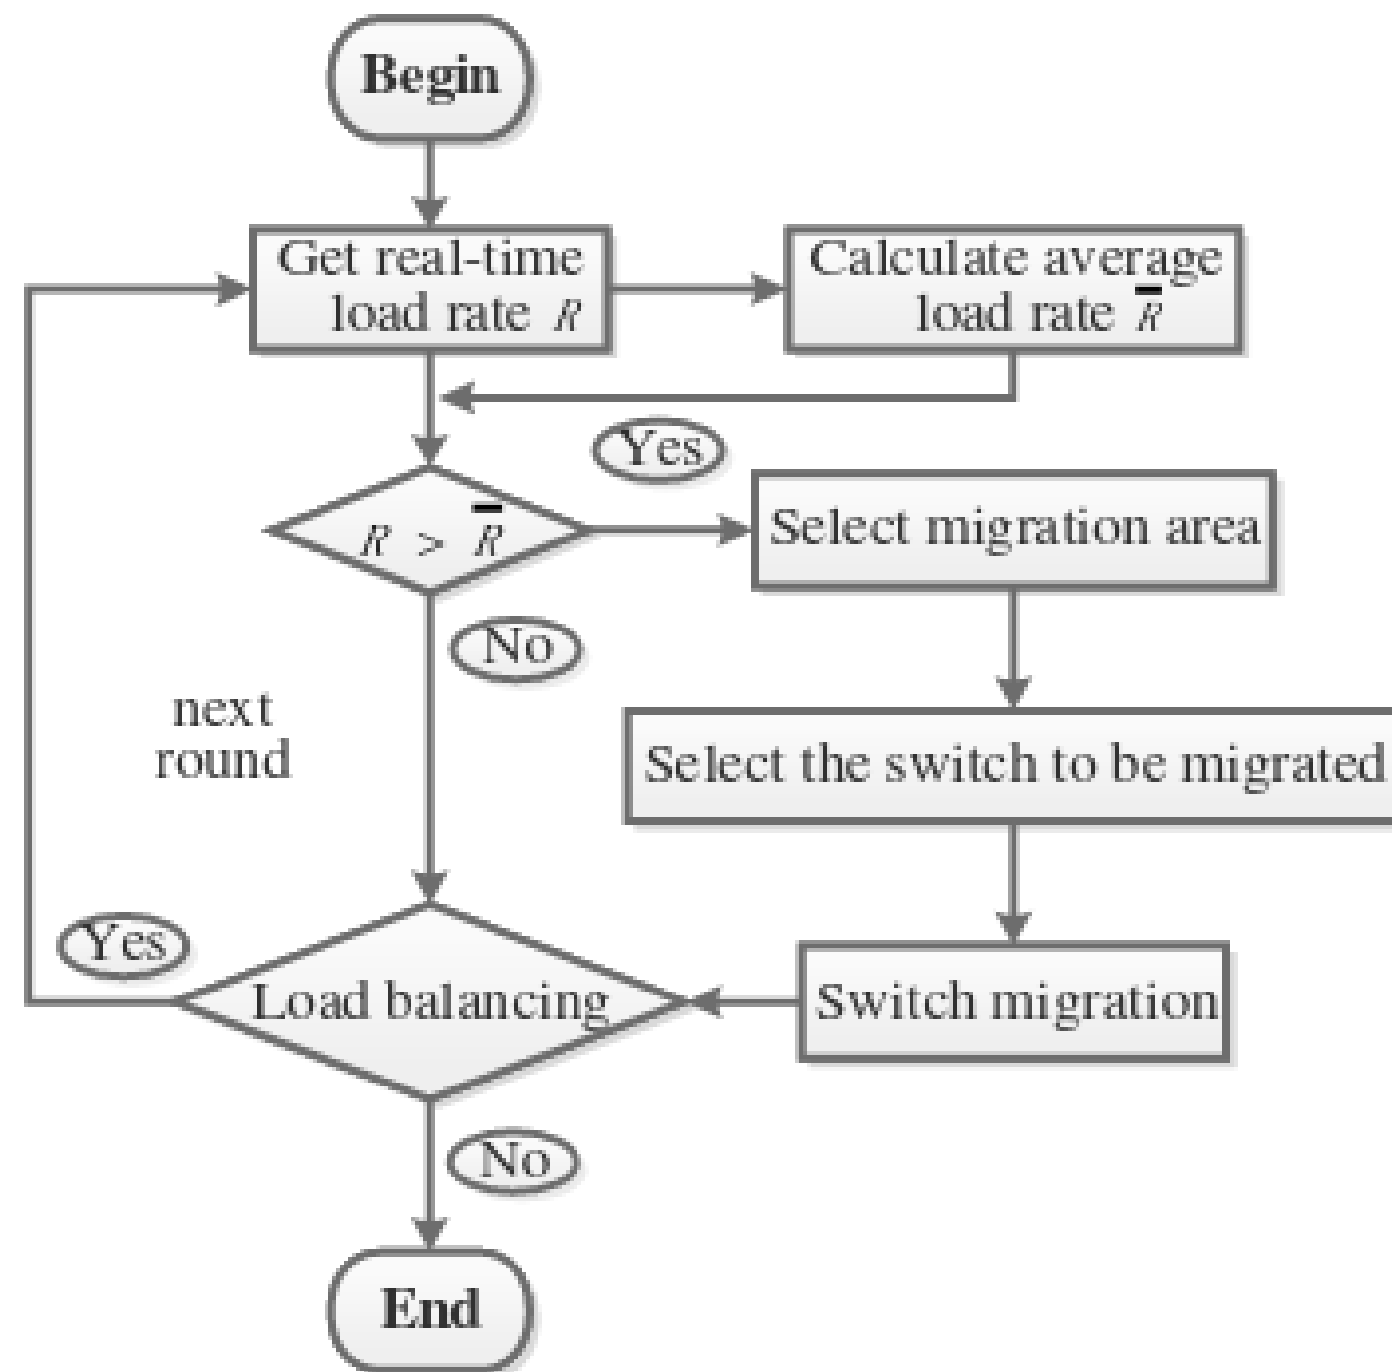 Begin
Get real-time
load rate R
Calculate average
load rate R̅
Yes
R > R̅
Select migration area
No
next
round
Select the switch to be migrated
Yes
Load balancing
Switch migration
No
End